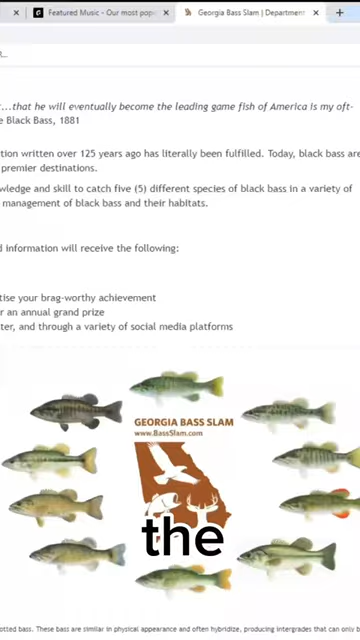 Featured Music - Our most pop
Georgia Bass Slam | Department
...that he will eventually become the leading game fish of America is my oft-
e Black Bass, 1881
tion written over 125 years ago has literally been fulfilled. Today, black bass are
premier destinations.
wledge and skill to catch five (5) different species of black bass in a variety of
management of black bass and their habitats.
d information will receive the following:
tise your brag-worthy achievement
r an annual grand prize
ter, and through a variety of social media platforms
GEORGIA BASS SLAM
www.BassSlam.com
the
otted bass. These bass are similar in physical appearance and often hybridize, producing intergrades that can only b